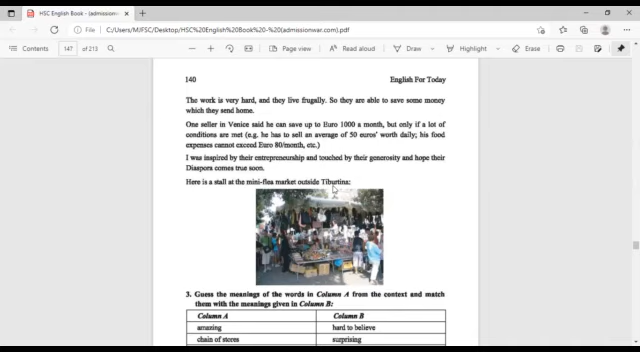 HSC English Book - (admissionwar
File | C:/Users/MJFSC/Desktop/HSC%20English%20Book%20-%20(admissionwar.com).pdf
Contents 147 of 213 Page view Read aloud Draw Highlight Erase
140 English For Today
The work is very hard, and they live frugally. So they are able to save some money
which they send home.
One seller in Venice said he can save up to Euro 1000 a month, but only if a lot of
conditions are met (e.g. he has to sell an average of 50 euros' worth daily; his food
expenses cannot exceed Euro 80/month, etc.)
I was inspired by their entrepreneurship and touched by their generosity and hope their
Diaspora comes true soon.
Here is a stall at the mini-flea market outside Tiburtina:
3. Guess the meanings of the words in Column A from the context and match
them with the meanings given in Column B:
Column A Column B
amazing hard to believe
chain of stores surprising